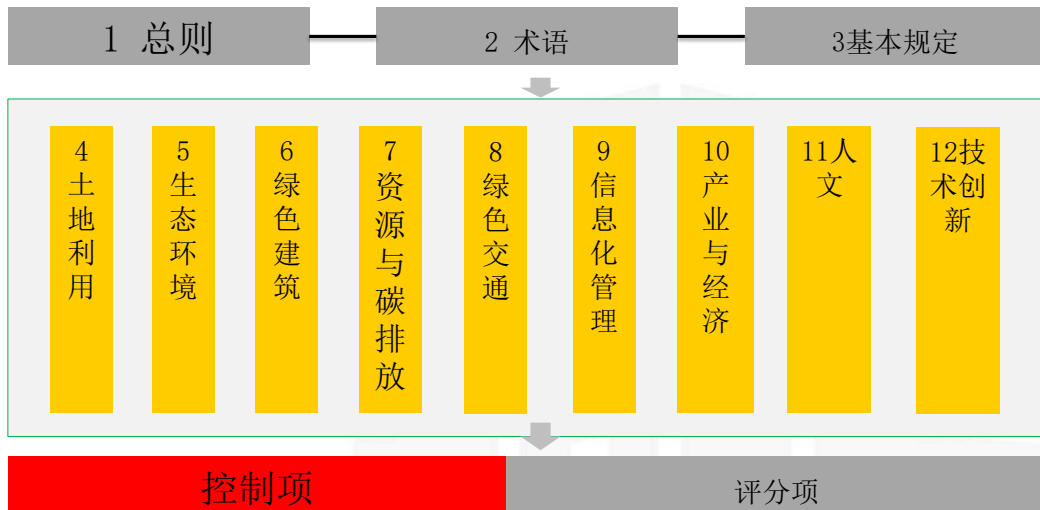 1 总则
2 术语
3基本规定
4土地利用
5生态环境
6绿色建筑
7资源与碳排放
8绿色交通
9信息化管理
10产业与经济
11人文
12技术创新
控制项
评分项